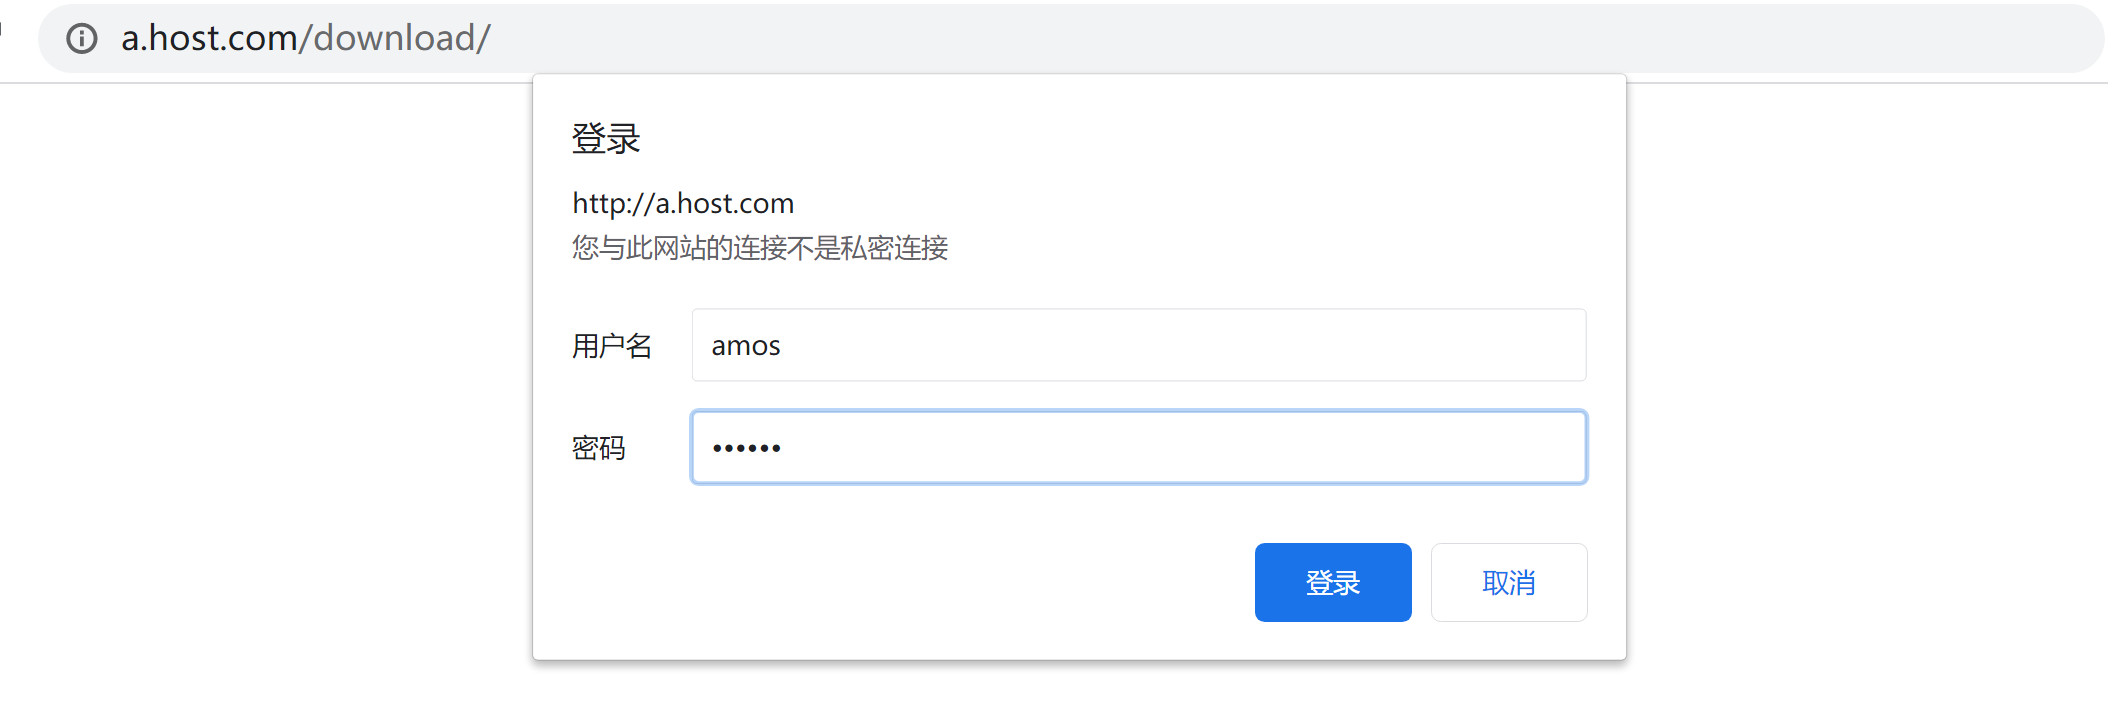 a.host.com/download/
登录
http://a.host.com
您与此网站的连接不是私密连接
用户名 amos
密码 ••••••
登录 取消